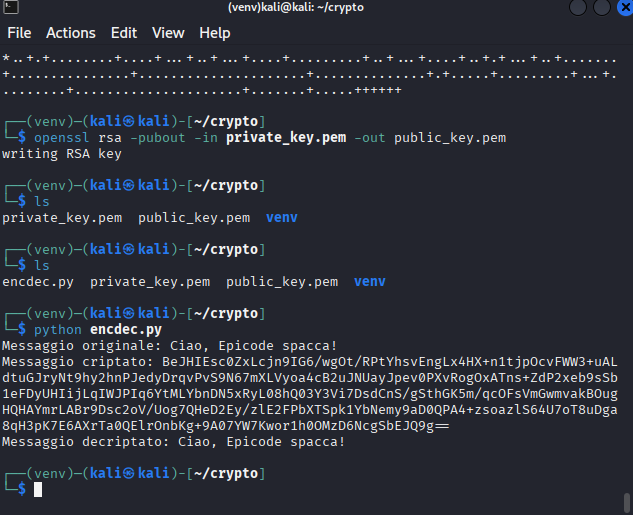 (venv)kali@kali: ~/crypto
File Actions Edit View Help
*..+.+........+....+...+..+...+....+.........+..+...+....+..+.+...+..+.......
+...............+......................+...............+.+.....+.........+...+.
........+.....................+.......+.....++++++
┌──(venv)─(kali㉿kali)-[~/crypto]
└─$ openssl rsa -pubout -in private_key.pem -out public_key.pem
writing RSA key
┌──(venv)─(kali㉿kali)-[~/crypto]
└─$ ls
private_key.pem public_key.pem venv
┌──(venv)─(kali㉿kali)-[~/crypto]
└─$ ls
encdec.py private_key.pem public_key.pem venv
┌──(venv)─(kali㉿kali)-[~/crypto]
└─$ python encdec.py
Messaggio originale: Ciao, Epicode spacca!
Messaggio criptato: BeJHIEsc0ZxLcjn9IG6/wgOt/RPtYhsvEngLx4HX+n1tjpOcvFWW3+uAL
dtuGJryNt9hy2hnPJedyDrqvPvS9N67mXLVyoa4cB2uJNUayJpev0PXvRogOxATns+ZdP2xeb9sSb
1eFDyUHIijLqIWJPIq6YtMLYbnDN5xRyL08hQ03Y3Vi7DsdCnS/gSthGK5m/qcOFsVmGwmvakBOug
HQHAYmrLABr9Dsc2oV/Uog7QHeD2Ey/zlE2FPbXTSpk1YbNemy9aD0QPA4+zsoazlS64U7oT8uDga
8qH3pK7E6AXrTa0QElrOnbKg+9A07YW7Kwor1h0OMzD6NcgSbEJQ9g==
Messaggio decriptato: Ciao, Epicode spacca!
┌──(venv)─(kali㉿kali)-[~/crypto]
└─$